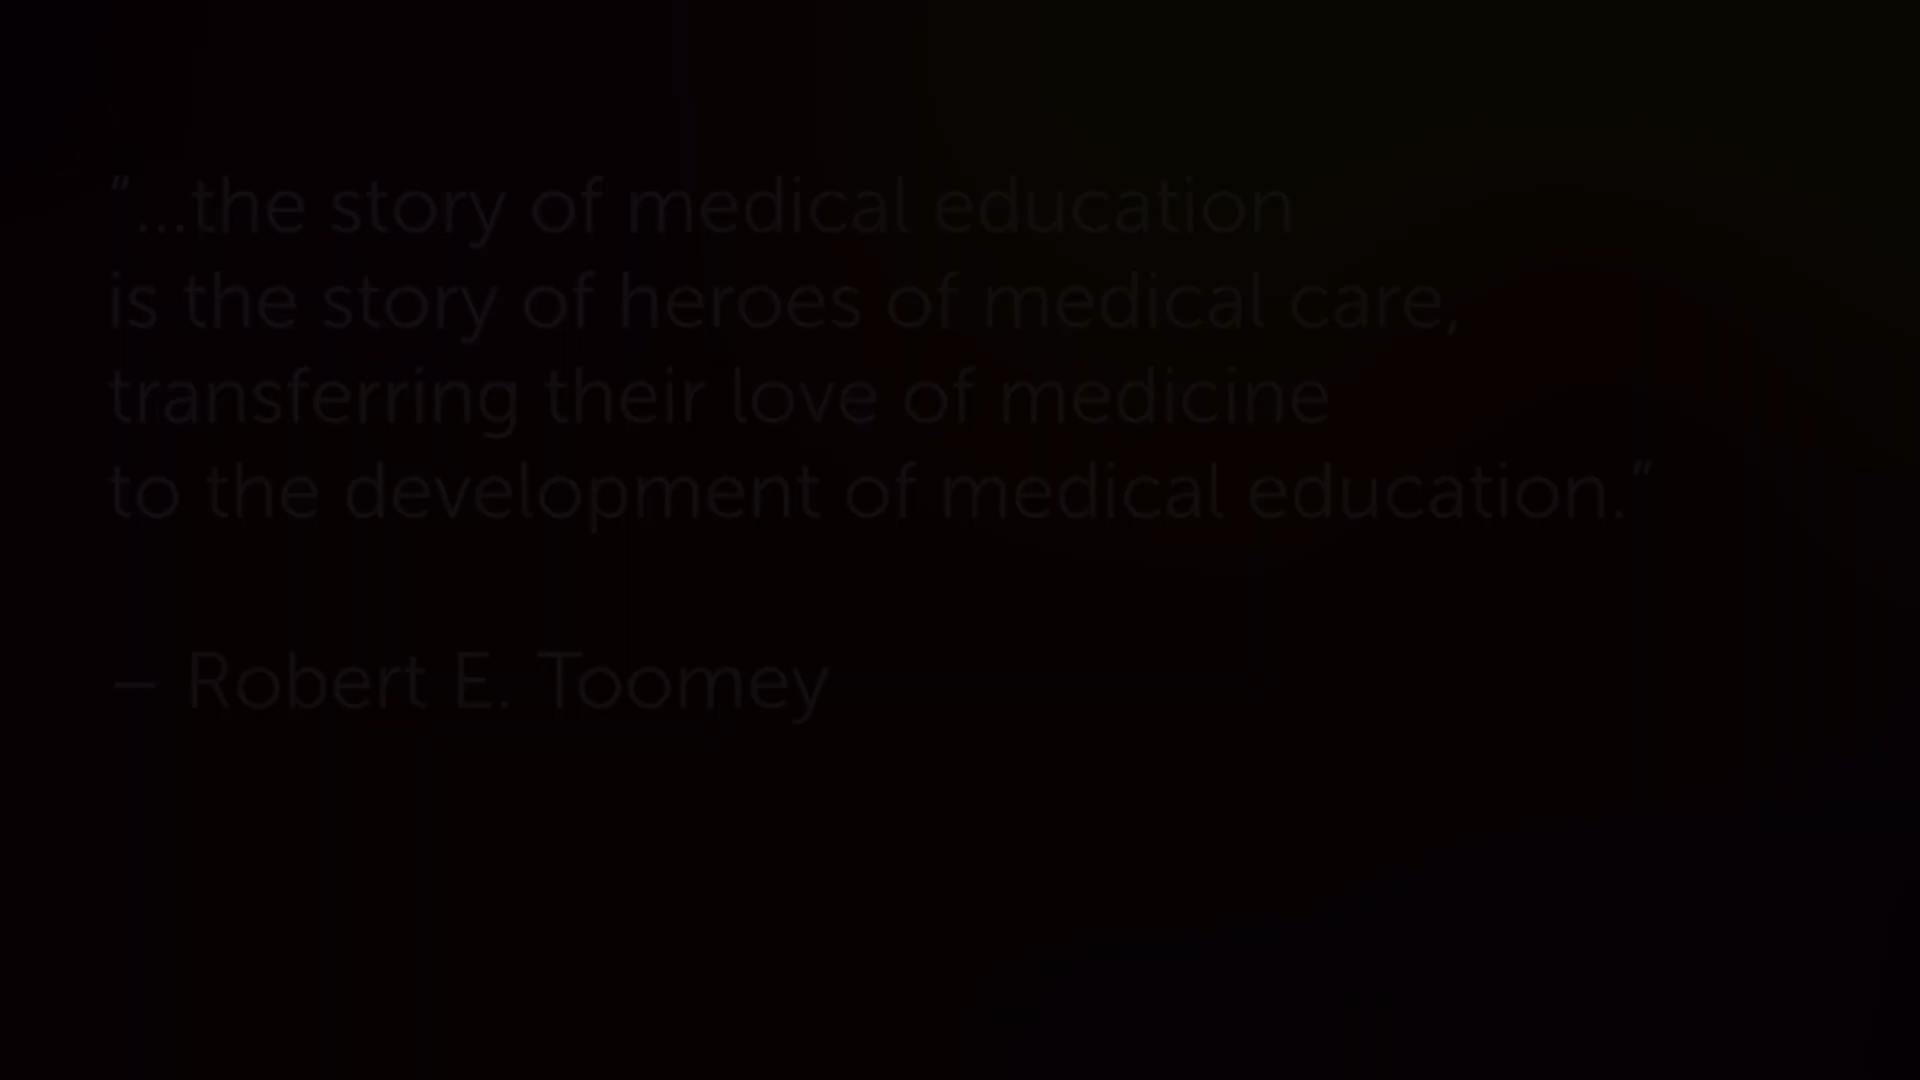 “...the story of medical education
is the story of heroes of medical care,
transferring their love of medicine
to the development of medical education.”
– Robert E. Toomey